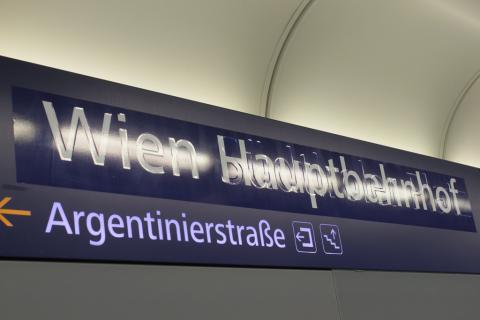 Wien Hauptbahnhof
Argentinierstraße